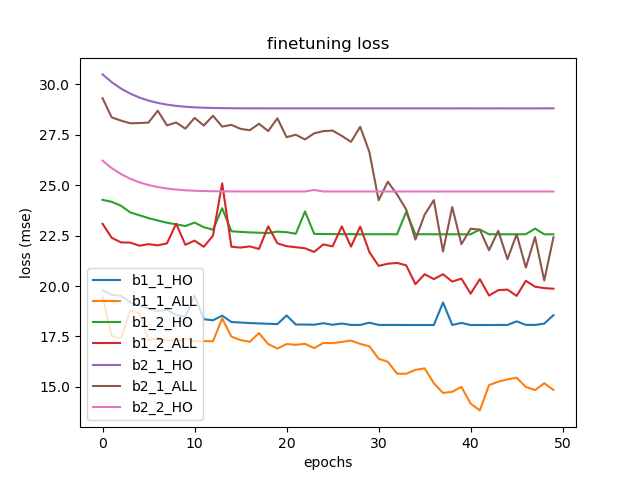 finetuning loss
loss (mse)
30.0
27.5
25.0
22.5
20.0
17.5
15.0
b1_1_HO
b1_1_ALL
b1_2_HO
b1_2_ALL
b2_1_HO
b2_1_ALL
b2_2_HO
0 10 20 30 40 50
epochs